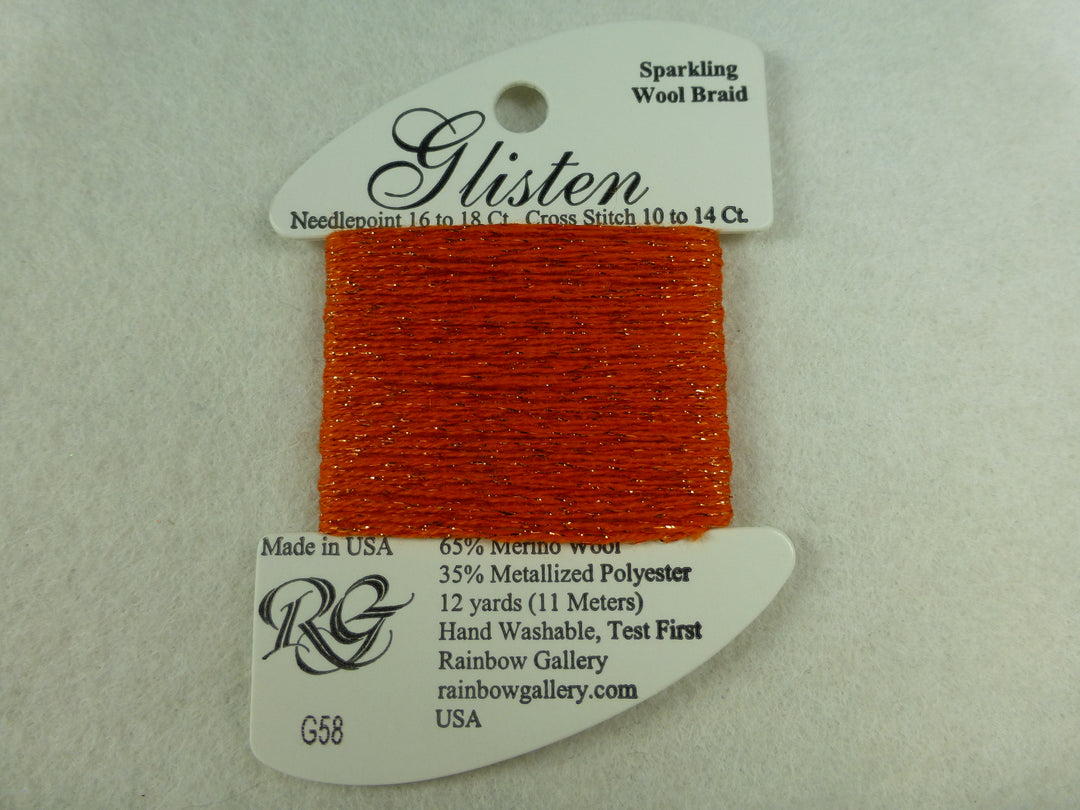 Sparkling
Wool Braid
Glisten
Needlepoint 16 to 18 Ct. Cross Stitch 10 to 14 Ct.
Made in USA
RG
G58
65% Merino Wool
35% Metallized Polyester
12 yards (11 Meters)
Hand Washable, Test First
Rainbow Gallery
rainbowgallery.com
USA